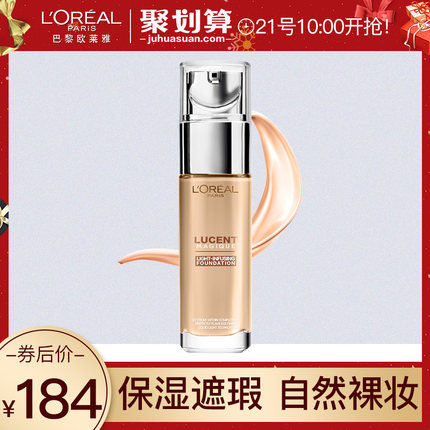 L'ORÉAL
PARIS
巴黎欧莱雅
聚划算
juhuasuan.com
21号10:00开抢!
L'ORÉAL
PARIS
LUCENT
MAGIQUE
LIGHT-INFUSING
FOUNDATION
券后价
¥184
保湿遮瑕 自然裸妆